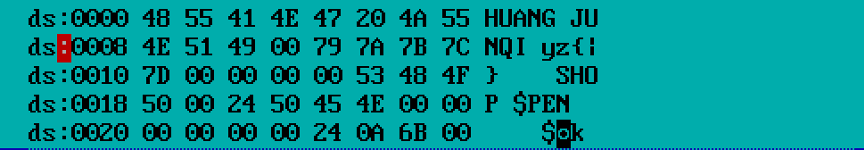 ds:0000 48 55 41 4E 47 20 4A 55 HUANG JU
ds:0008 4E 51 49 00 79 7A 7B 7C NQI yz{¦
ds:0010 7D 00 00 00 00 53 48 4F }    SHO
ds:0018 50 00 24 50 45 4E 00 00 P $PEN
ds:0020 00 00 00 00 24 0A 6B 00     $◙k